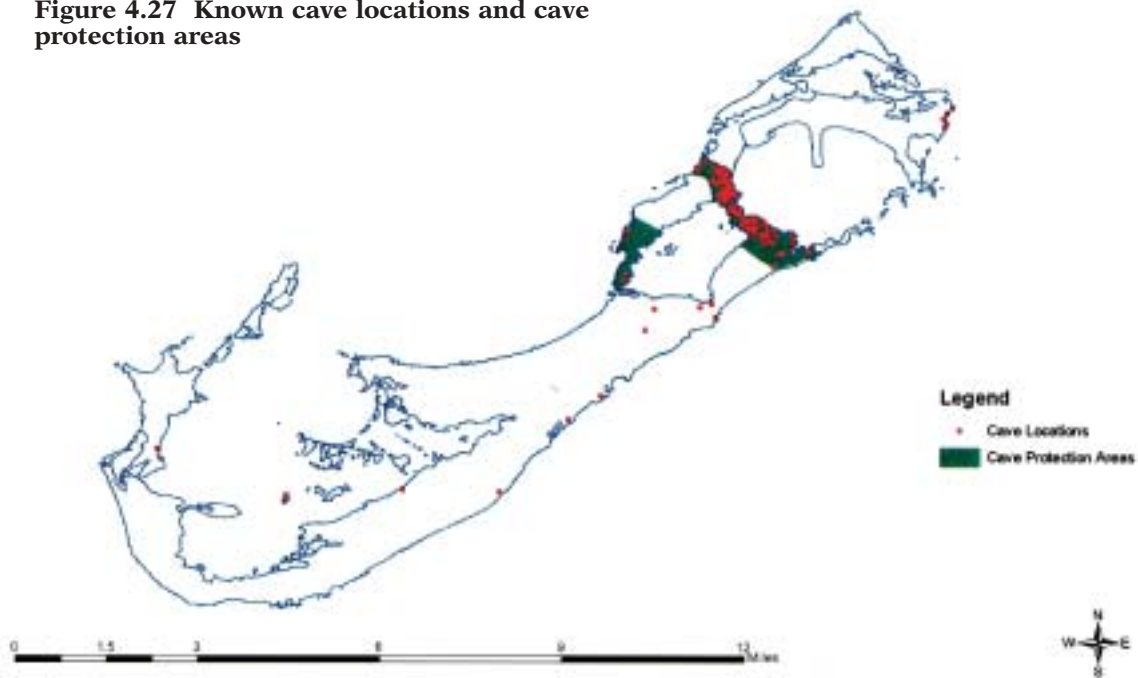 Figure 4.27 Known cave locations and cave
protection areas
Legend
Cave Locations
Cave Protection Areas
N
W E
S
0 1.5 3 6 9 12
Miles